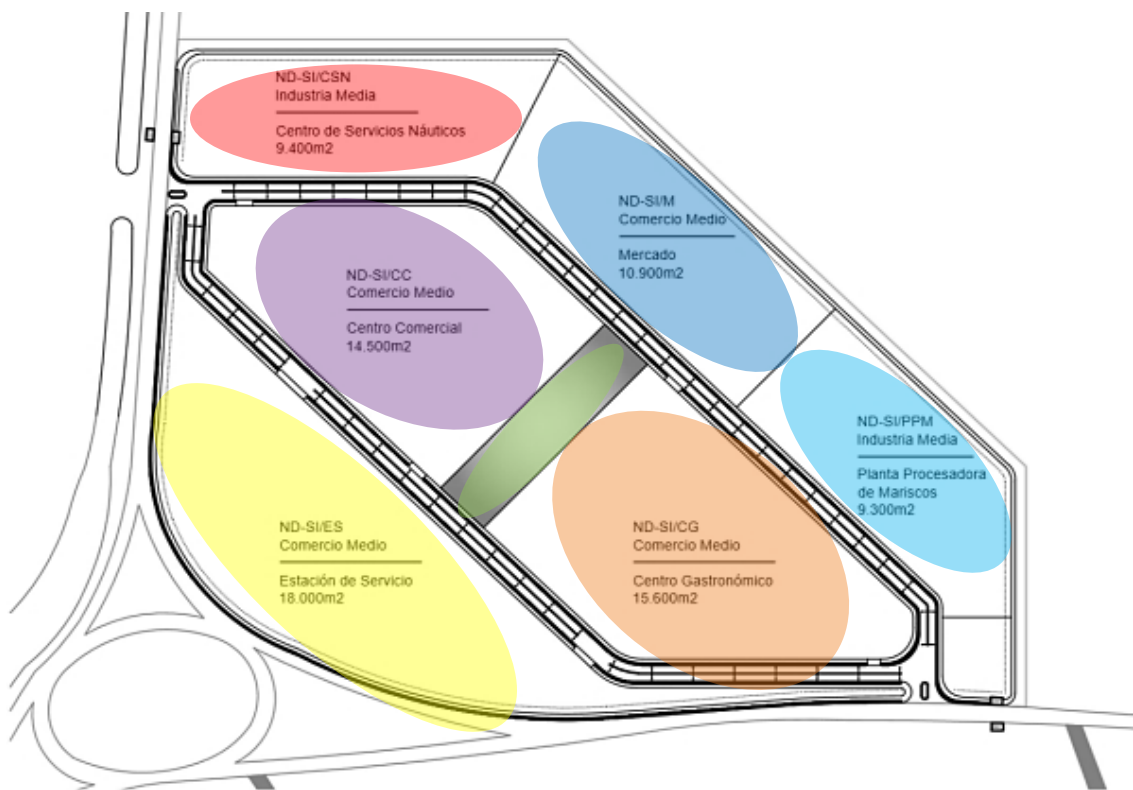 ND-SI/CSN
Industria Media
Centro de Servicios Náuticos
9.400m2
ND-SI/M
Comercio Medio
Mercado
10.900m2
ND-SI/CC
Comercio Medio
Centro Comercial
14.500m2
ND-SI/PPM
Industria Media
Planta Procesadora
de Mariscos
9.300m2
ND-SI/ES
Comercio Medio
Estación de Servicio
18.000m2
ND-SI/CG
Comercio Medio
Centro Gastronómico
15.600m2